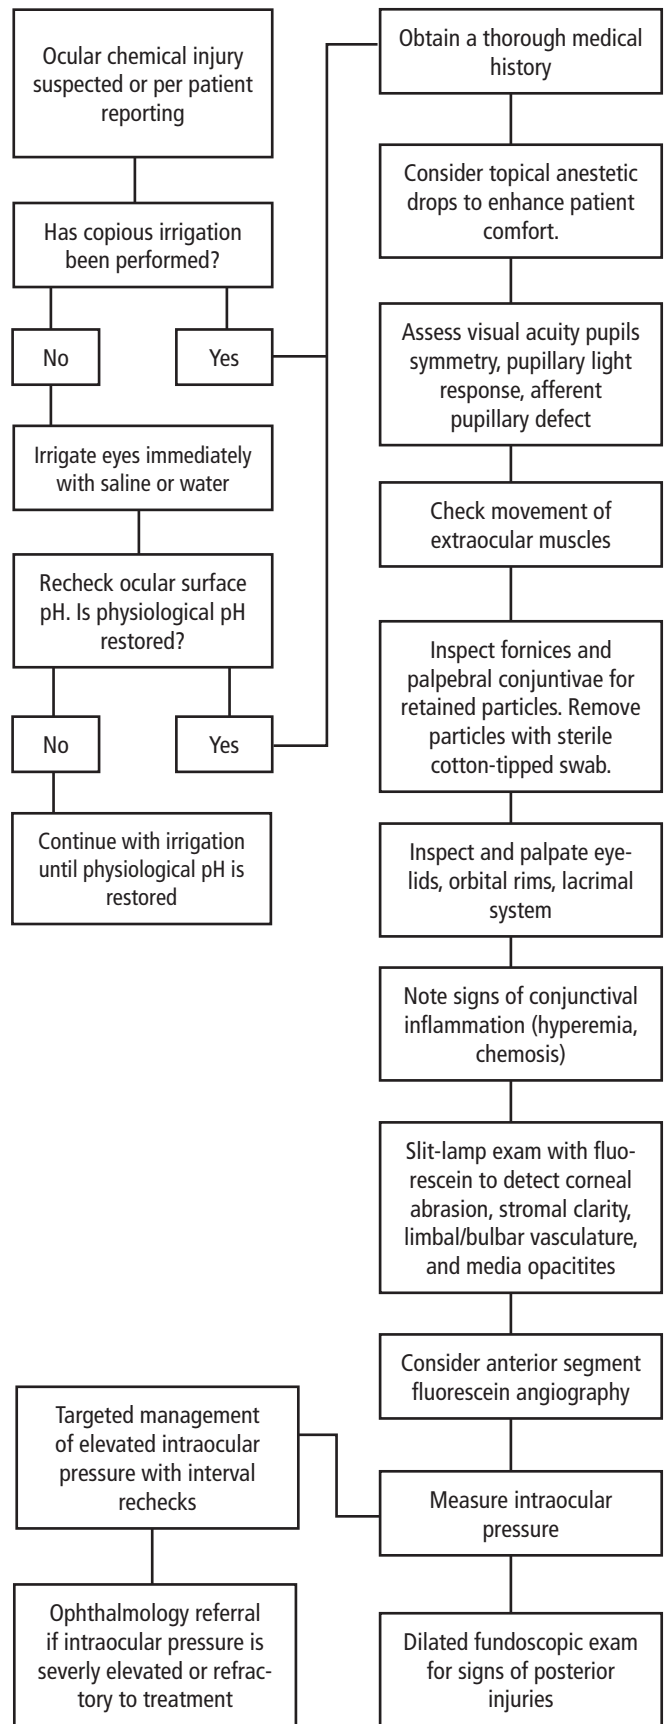 Ocular chemical injury
suspected or per patient
reporting
Has copious irrigation
been performed?
No
Yes
Irrigate eyes immediately
with saline or water
Recheck ocular surface
pH. Is physiological pH
restored?
No
Yes
Continue with irrigation
until physiological pH is
restored
Obtain a thorough medical
history
Consider topical anestetic
drops to enhance patient
comfort.
Assess visual acuity pupils
symmetry, pupillary light
response, afferent
pupillary defect
Check movement of
extraocular muscles
Inspect fornices and
palpebral conjuntivae for
retained particles. Remove
particles with sterile
cotton-tipped swab.
Inspect and palpate eye-
lids, orbital rims, lacrimal
system
Note signs of conjunctival
inflammation (hyperemia,
chemosis)
Slit-lamp exam with fluo-
rescein to detect corneal
abrasion, stromal clarity,
limbal/bulbar vasculature,
and media opacitites
Consider anterior segment
fluorescein angiography
Measure intraocular
pressure
Targeted management
of elevated intraocular
pressure with interval
rechecks
Ophthalmology referral
if intraocular pressure is
severly elevated or refrac-
tory to treatment
Dilated fundoscopic exam
for signs of posterior
injuries